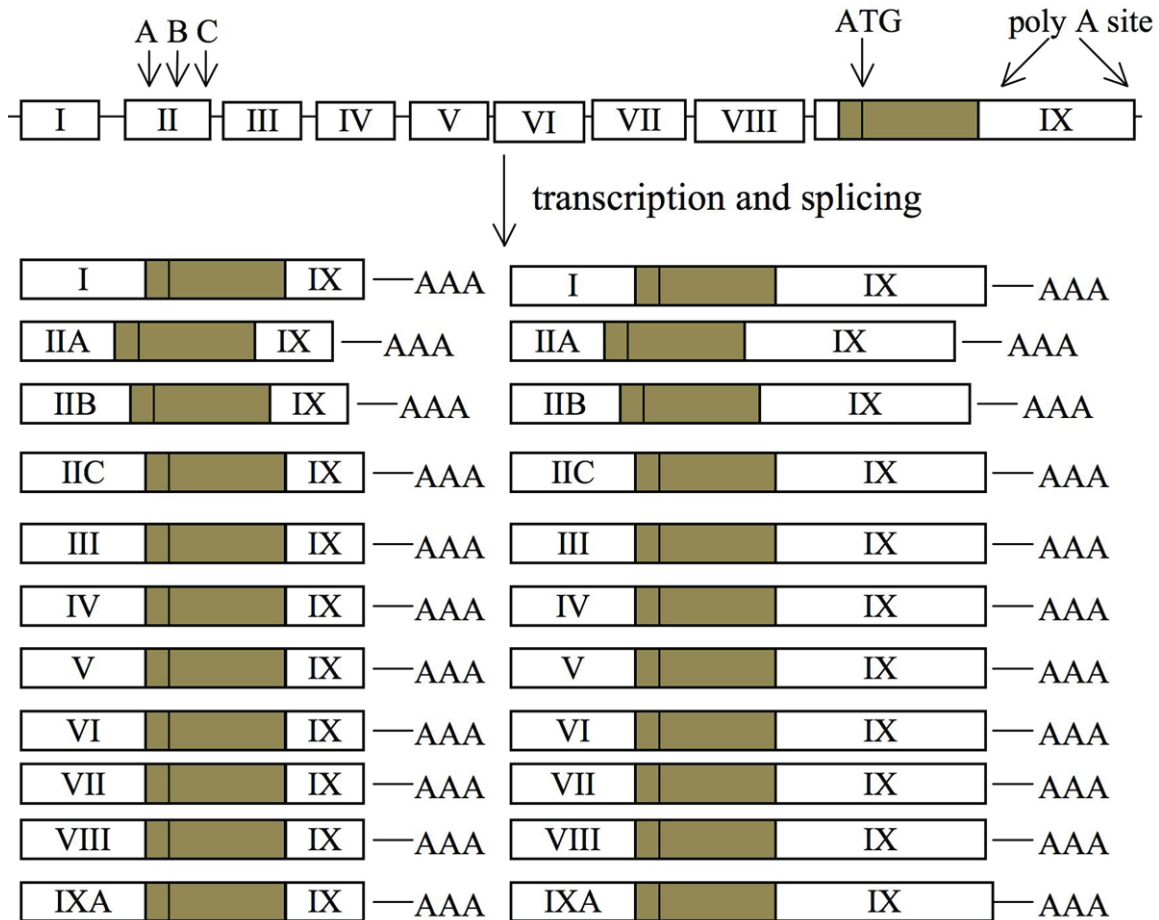 A B C ATG poly A site
I II III IV V VI VII VIII IX
transcription and splicing
I IX AAA I IX AAA
IIA IX AAA IIA IX AAA
IIB IX AAA IIB IX AAA
IIC IX AAA IIC IX AAA
III IX AAA III IX AAA
IV IX AAA IV IX AAA
V IX AAA V IX AAA
VI IX AAA VI IX AAA
VII IX AAA VII IX AAA
VIII IX AAA VIII IX AAA
IXA IX AAA IXA IX AAA